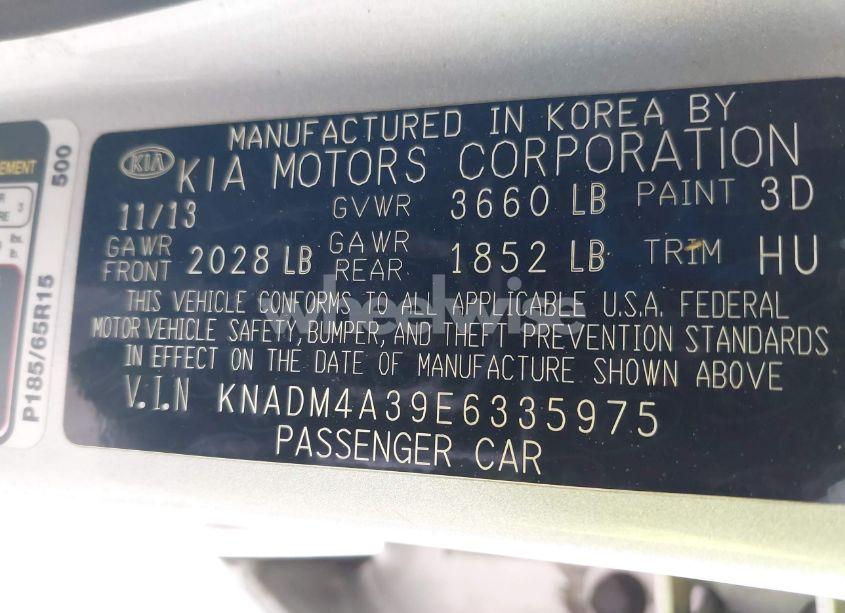 MANUFACTURED IN KOREA BY
KIA KIA MOTORS CORPORATION
11/13 GVWR 3660 LB PAINT 3D
GAWR FRONT 2028 LB GAWR REAR 1852 LB TRIM HU
THIS VEHICLE CONFORMS TO ALL APPLICABLE U.S.A. FEDERAL
MOTOR VEHICLE SAFETY, BUMPER, AND THEFT PREVENTION STANDARDS
IN EFFECT ON THE DATE OF MANUFACTURE SHOWN ABOVE
V.I.N KNADM4A39E6335975
PASSENGER CAR
P185/65R15 500
wheelwise